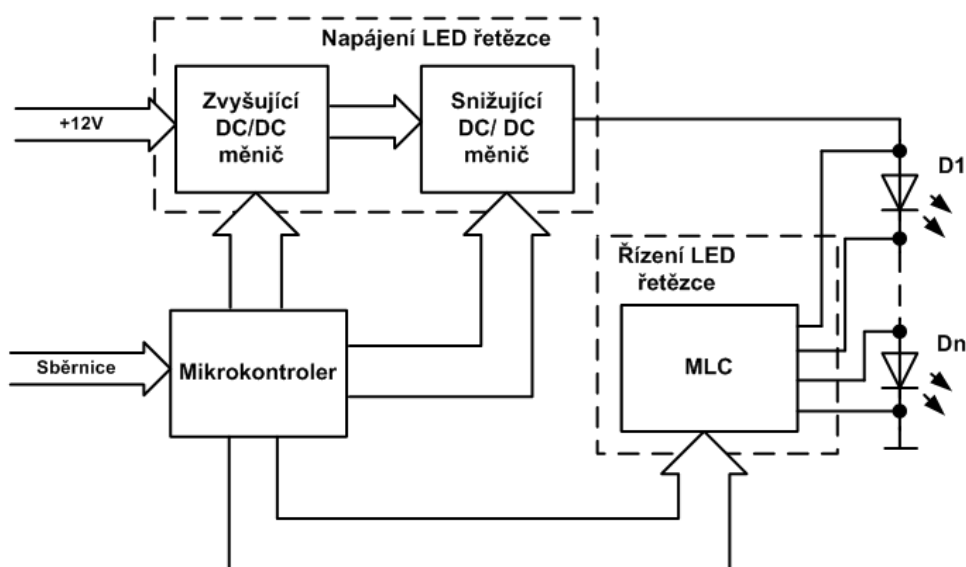 Napájení LED řetězce
+12V
Zvyšující
DC/DC
měnič
Snižující
DC/ DC
měnič
D1
Řízení LED
řetězce
Sběrnice
Mikrokontroler
MLC
Dn